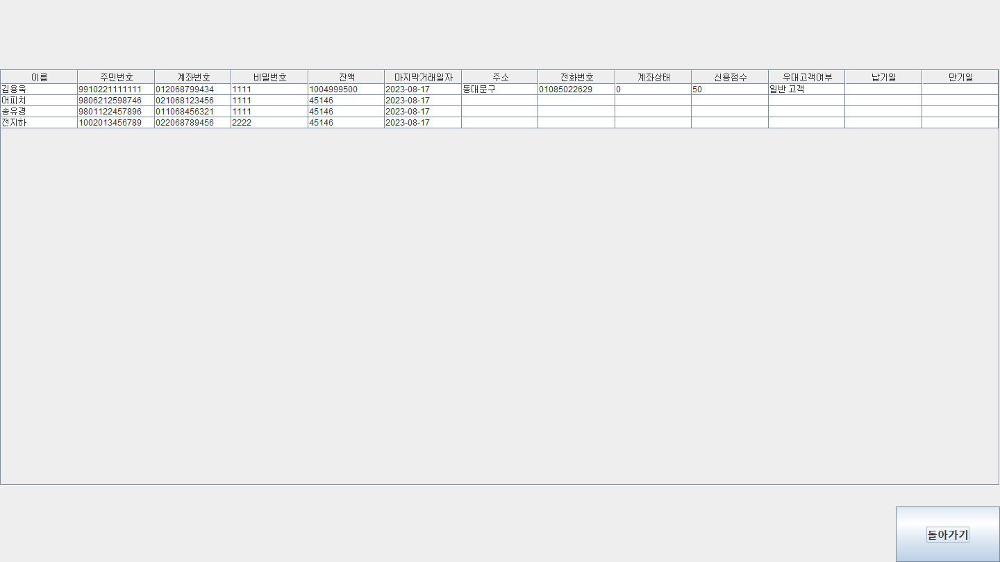 이름 주민번호 계좌번호 비밀번호 잔액 마지막거래일자 주소 전화번호 계좌상태 신용점수 우대고객여부 납기일 만기일
김용욱 9910221111111 012068799434 1111 1004999500 2023-08-17 동대문구 01085022629 0 50 일반 고객
어피치 9806212598746 021068123456 1111 45146 2023-08-17
송유경 9801122457896 011068456321 1111 45146 2023-08-17
전지하 1002013456789 022068789456 2222 45146 2023-08-17
돌아가기